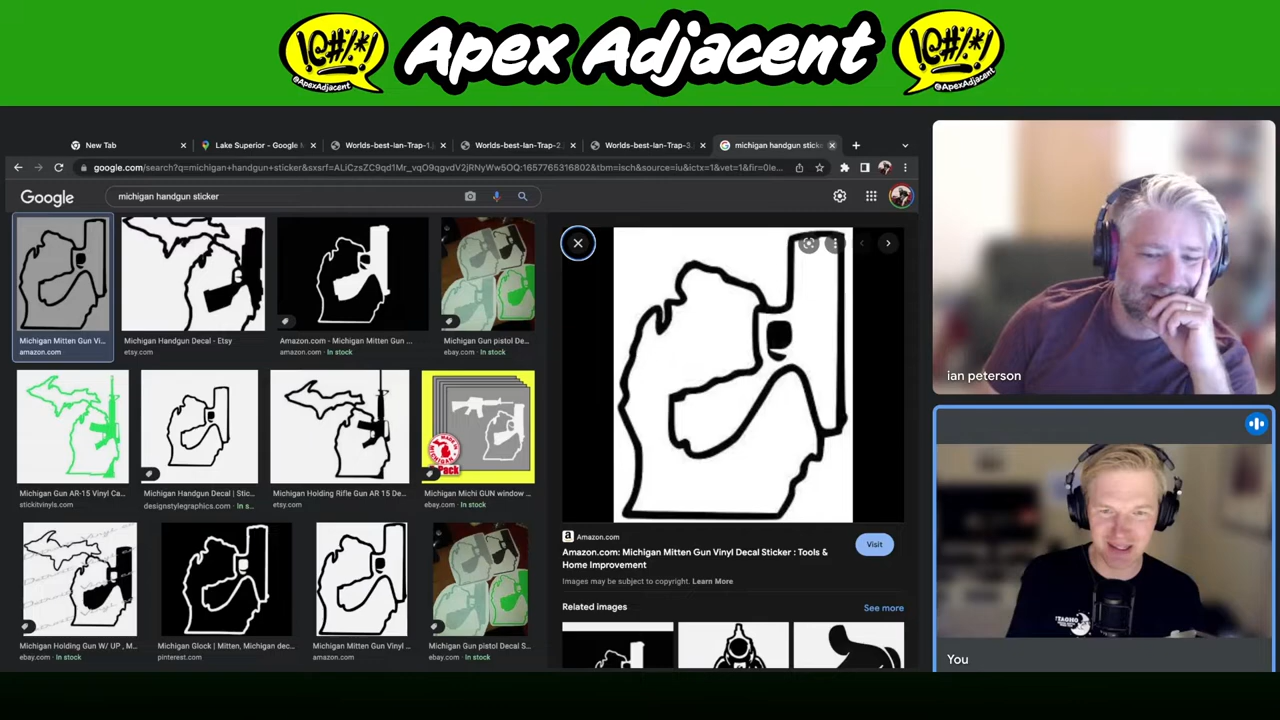 !@#/*!
@ApexAdjacent
Apex Adjacent
!@#/*!
@ApexAdjacent
New Tab
Lake Superior - Google M
Worlds-best-Ian-Trap-1.j
Worlds-best-Ian-Trap-2.
Worlds-best-Ian-Trap-3.j
michigan handgun sticke
Google
michigan handgun sticker
Michigan Mitten Gun Vi...
amazon.com
Michigan Handgun Decal - Etsy
etsy.com
Amazon.com - Michigan Mitten Gun ...
amazon.com · In stock
Michigan Gun pistol De...
ebay.com · In stock
Michigan Gun AR-15 Vinyl Ca...
stickitvinyls.com
Michigan Handgun Decal | Stic...
designstylegraphics.com · In s...
Michigan Holding Rifle Gun AR 15 De...
etsy.com
MADE IN
MICHIGAN
Pack
Michigan Michi GUN window ...
ebay.com · In stock
Michigan Holding Gun W/ UP , M...
ebay.com · In stock
Michigan Glock | Mitten, Michigan dec...
pinterest.com
Michigan Mitten Gun Vinyl ...
amazon.com
Michigan Gun pistol Decal S...
ebay.com · In stock
a Amazon.com
Amazon.com: Michigan Mitten Gun Vinyl Decal Sticker : Tools &
Home Improvement
Visit
Images may be subject to copyright. Learn More
Related images
See more
ian peterson
You